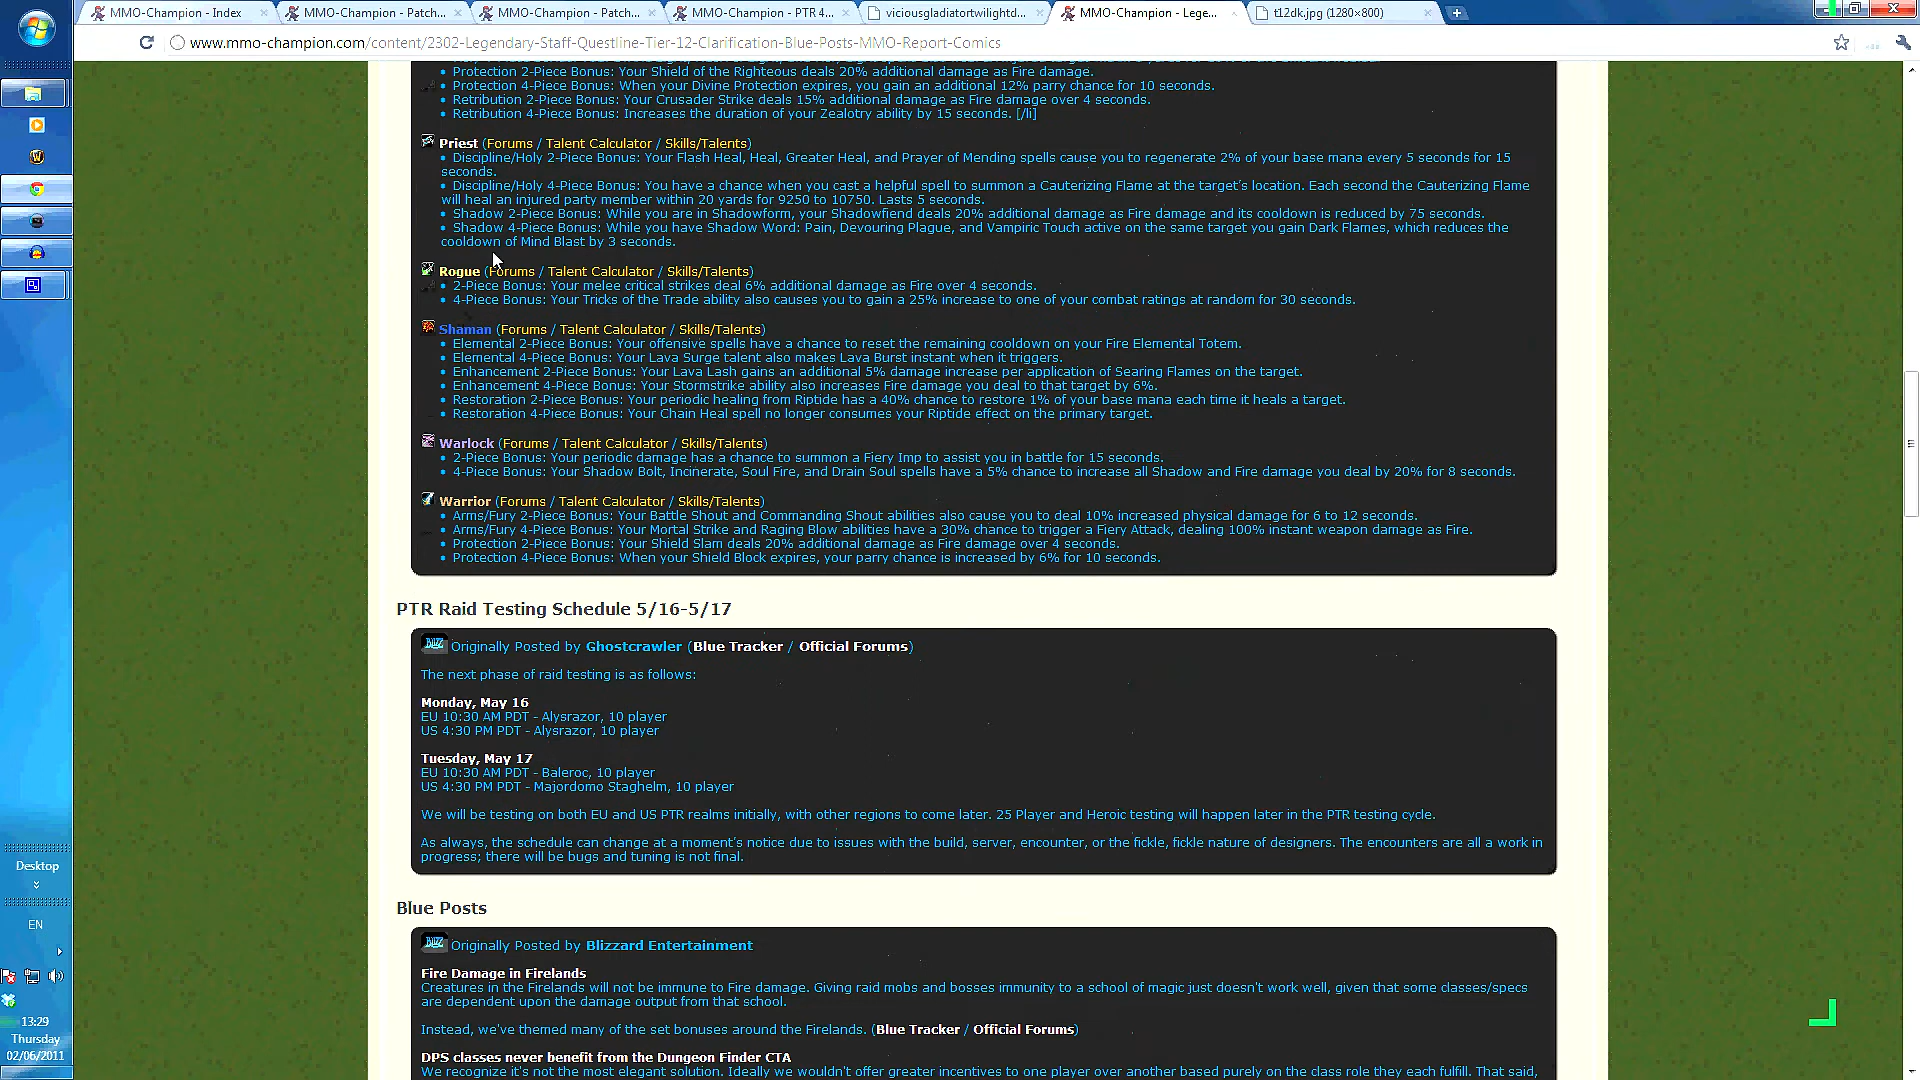 MMO-Champion - Index
MMO-Champion - Patch...
MMO-Champion - Patch...
MMO-Champion - PTR 4...
viciousgladiatortwilightd...
MMO-Champion - Lege...
t12dk.jpg (1280×800)
www.mmo-champion.com/content/2302-Legendary-Staff-Questline-Tier-12-Clarification-Blue-Posts-MMO-Report-Comics
• Protection 2-Piece Bonus: Your Shield of the Righteous deals 20% additional damage as Fire damage.
• Protection 4-Piece Bonus: When your Divine Protection expires, you gain an additional 12% parry chance for 10 seconds.
• Retribution 2-Piece Bonus: Your Crusader Strike deals 15% additional damage as Fire damage over 4 seconds.
• Retribution 4-Piece Bonus: Increases the duration of your Zealotry ability by 15 seconds. [/li]
Priest (Forums / Talent Calculator / Skills/Talents)
• Discipline/Holy 2-Piece Bonus: Your Flash Heal, Heal, Greater Heal, and Prayer of Mending spells cause you to regenerate 2% of your base mana every 5 seconds for 15
seconds.
• Discipline/Holy 4-Piece Bonus: You have a chance when you cast a helpful spell to summon a Cauterizing Flame at the target's location. Each second the Cauterizing Flame
will heal an injured party member within 20 yards for 9250 to 10750. Lasts 5 seconds.
• Shadow 2-Piece Bonus: While you are in Shadowform, your Shadowfiend deals 20% additional damage as Fire damage and its cooldown is reduced by 75 seconds.
• Shadow 4-Piece Bonus: While you have Shadow Word: Pain, Devouring Plague, and Vampiric Touch active on the same target you gain Dark Flames, which reduces the
cooldown of Mind Blast by 3 seconds.
Rogue (Forums / Talent Calculator / Skills/Talents)
• 2-Piece Bonus: Your melee critical strikes deal 6% additional damage as Fire over 4 seconds.
• 4-Piece Bonus: Your Tricks of the Trade ability also causes you to gain a 25% increase to one of your combat ratings at random for 30 seconds.
Shaman (Forums / Talent Calculator / Skills/Talents)
• Elemental 2-Piece Bonus: Your offensive spells have a chance to reset the remaining cooldown on your Fire Elemental Totem.
• Elemental 4-Piece Bonus: Your Lava Surge talent also makes Lava Burst instant when it triggers.
• Enhancement 2-Piece Bonus: Your Lava Lash gains an additional 5% damage increase per application of Searing Flames on the target.
• Enhancement 4-Piece Bonus: Your Stormstrike ability also increases Fire damage you deal to that target by 6%.
• Restoration 2-Piece Bonus: Your periodic healing from Riptide has a 40% chance to restore 1% of your base mana each time it heals a target.
• Restoration 4-Piece Bonus: Your Chain Heal spell no longer consumes your Riptide effect on the primary target.
Warlock (Forums / Talent Calculator / Skills/Talents)
• 2-Piece Bonus: Your periodic damage has a chance to summon a Fiery Imp to assist you in battle for 15 seconds.
• 4-Piece Bonus: Your Shadow Bolt, Incinerate, Soul Fire, and Drain Soul spells have a 5% chance to increase all Shadow and Fire damage you deal by 20% for 8 seconds.
Warrior (Forums / Talent Calculator / Skills/Talents)
• Arms/Fury 2-Piece Bonus: Your Battle Shout and Commanding Shout abilities also cause you to deal 10% increased physical damage for 6 to 12 seconds.
• Arms/Fury 4-Piece Bonus: Your Mortal Strike and Raging Blow abilities have a 30% chance to trigger a Fiery Attack, dealing 100% instant weapon damage as Fire.
• Protection 2-Piece Bonus: Your Shield Slam deals 20% additional damage as Fire damage over 4 seconds.
• Protection 4-Piece Bonus: When your Shield Block expires, your parry chance is increased by 6% for 10 seconds.
PTR Raid Testing Schedule 5/16-5/17
Originally Posted by Ghostcrawler (Blue Tracker / Official Forums)
The next phase of raid testing is as follows:
Monday, May 16
EU 10:30 AM PDT - Alysrazor, 10 player
US 4:30 PM PDT - Alysrazor, 10 player
Tuesday, May 17
EU 10:30 AM PDT - Baleroc, 10 player
US 4:30 PM PDT - Majordomo Staghelm, 10 player
We will be testing on both EU and US PTR realms initially, with other regions to come later. 25 Player and Heroic testing will happen later in the PTR testing cycle.
As always, the schedule can change at a moment's notice due to issues with the build, server, encounter, or the fickle, fickle nature of designers. The encounters are all a work in
progress; there will be bugs and tuning is not final.
Blue Posts
Originally Posted by Blizzard Entertainment
Fire Damage in Firelands
Creatures in the Firelands will not be immune to Fire damage. Giving raid mobs and bosses immunity to a school of magic just doesn't work well, given that some classes/specs
are dependent upon the damage output from that school.
Instead, we've themed many of the set bonuses around the Firelands. (Blue Tracker / Official Forums)
DPS classes never benefit from the Dungeon Finder CTA
We recognize it's not the most elegant solution. Ideally we wouldn't offer greater incentives to one player over another based purely on the class role they each fulfill. That said,
Desktop
EN
13:29
Thursday
02/06/2011